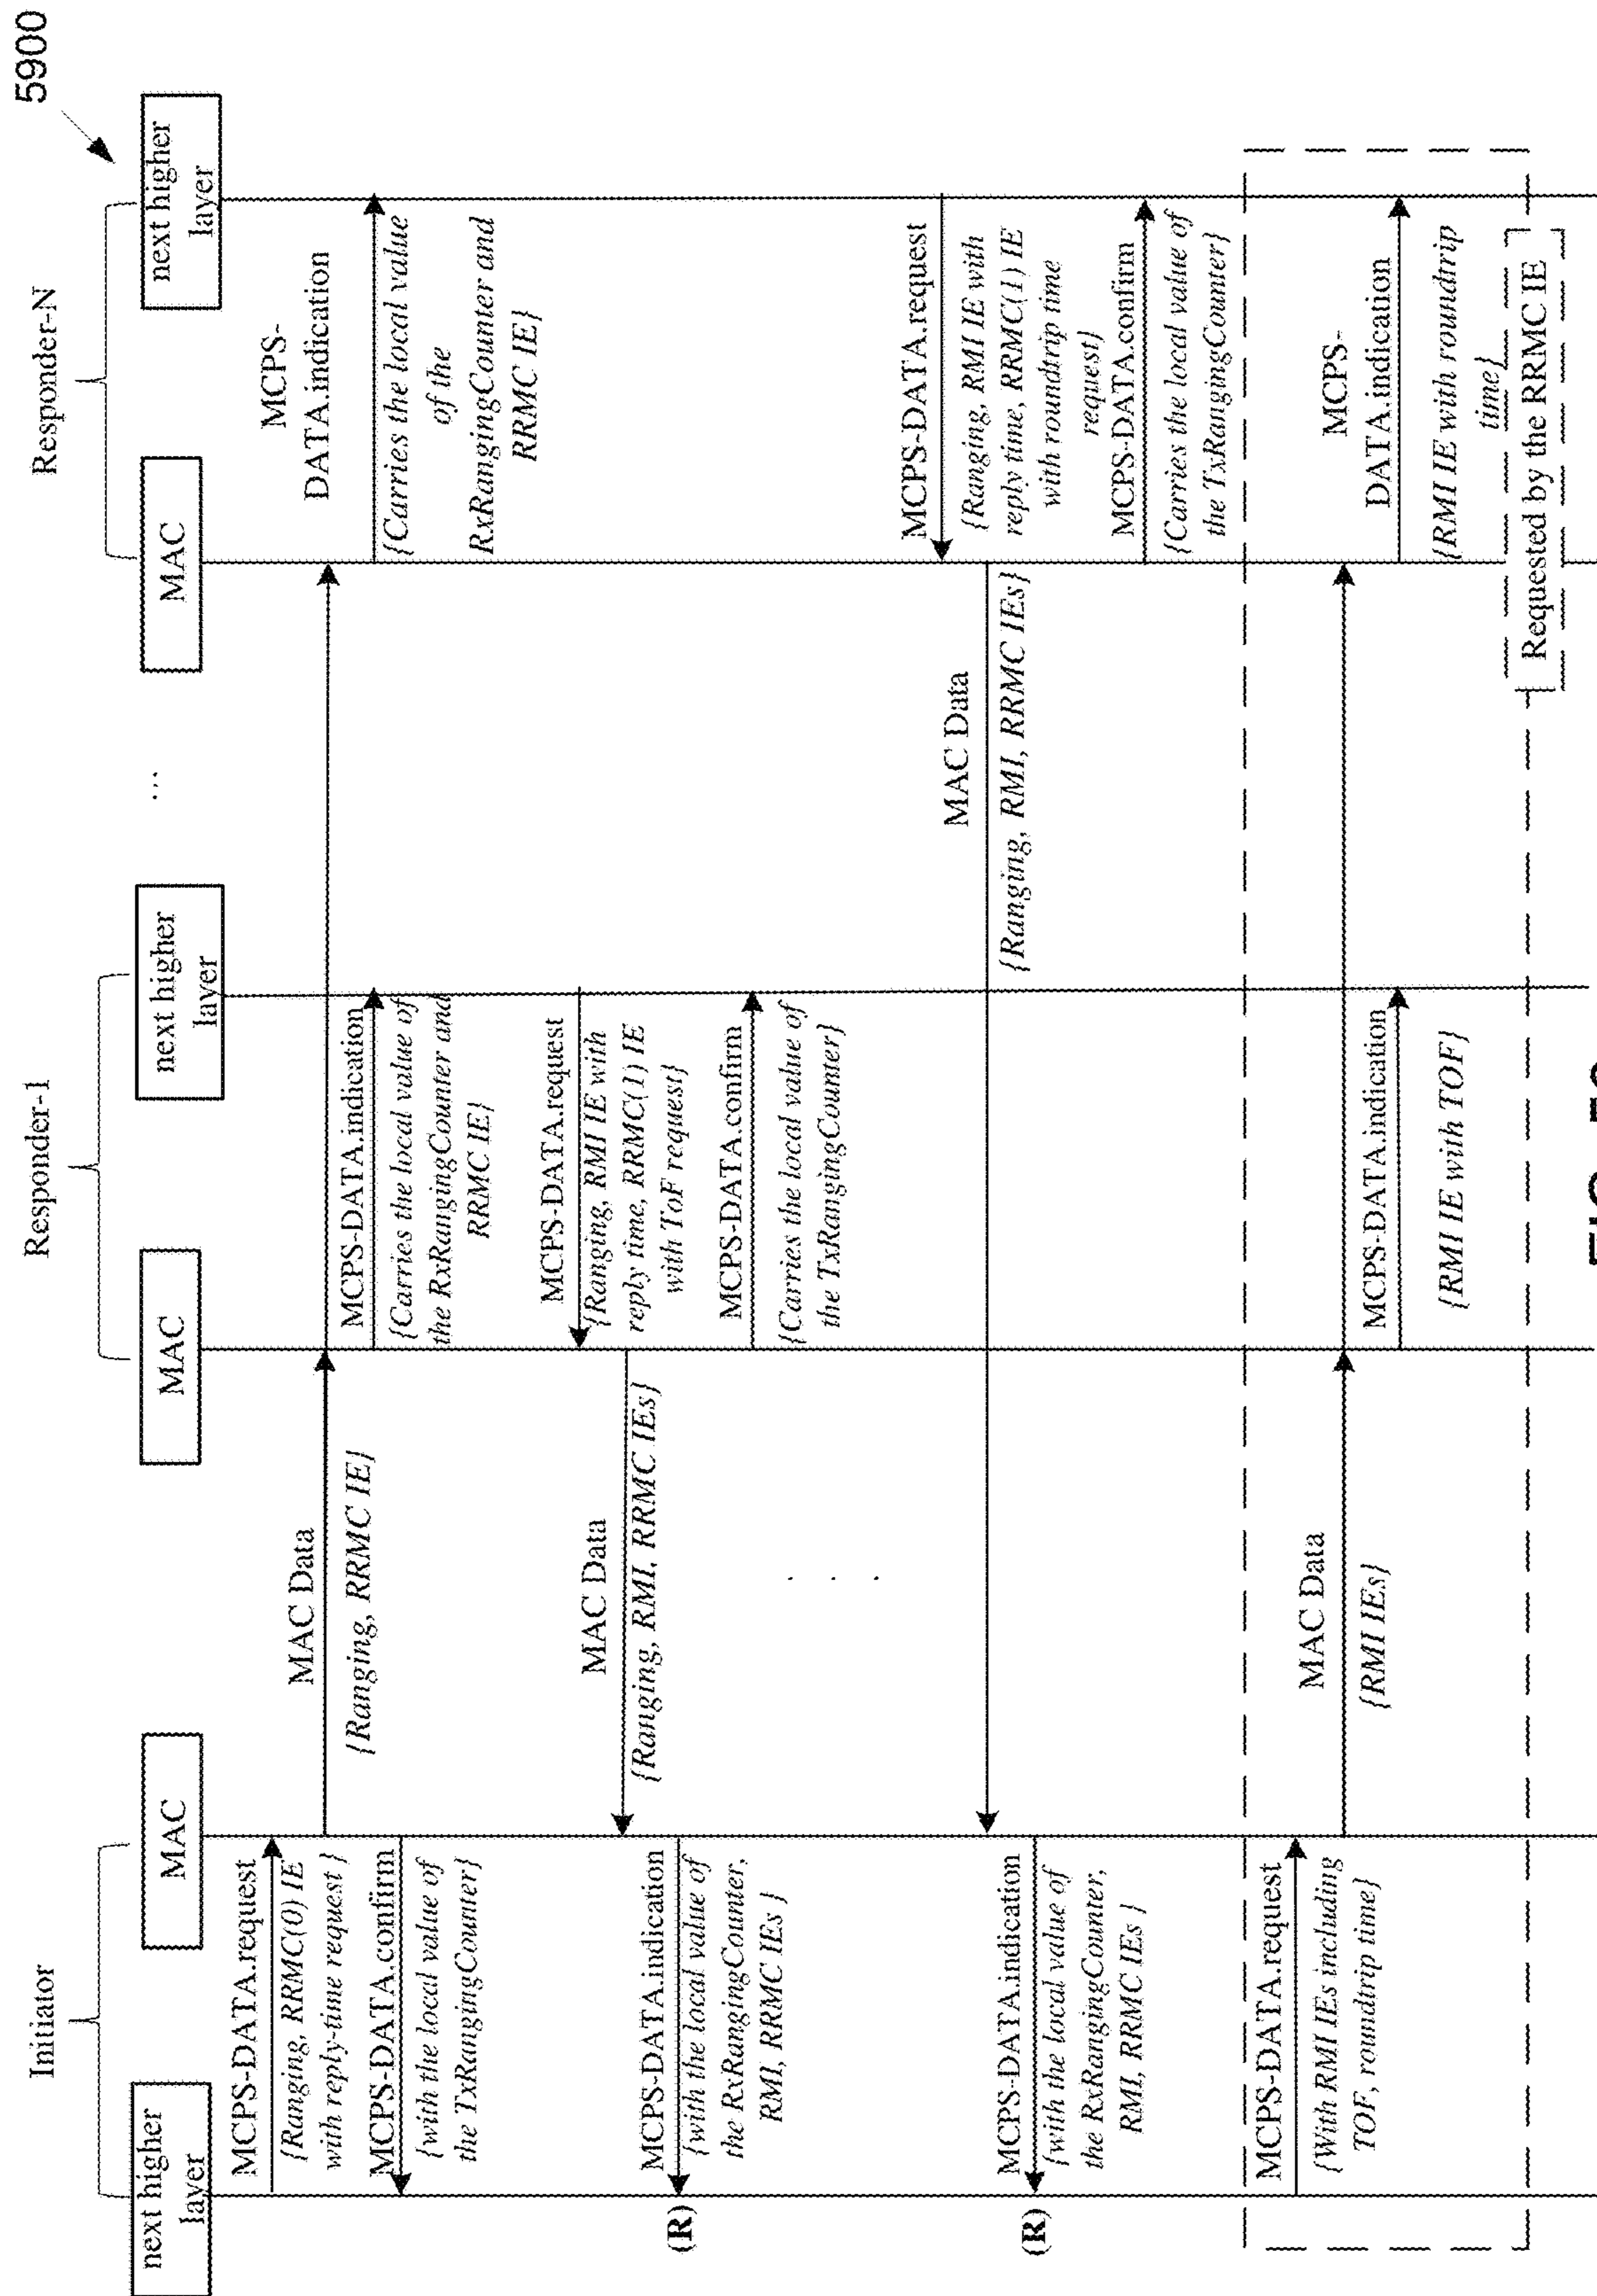 5900
Initiator
Responder-1
Responder-N
next higher
layer
MAC
MAC
next higher
layer
...
MAC
next higher
layer
MCPS-DATA.request
{Ranging, RRMC(0) IE
with reply-time request }
MAC Data
{Ranging, RRMC IE}
MCPS-DATA.confirm
{with the local value of
the TxRangingCounter}
MCPS-DATA.indication
{Carries the local value of
the RxRangingCounter and
RRMC IE}
MCPS-
DATA.indication
{Carries the local value
of the
RxRangingCounter and
RRMC IE}
MCPS-DATA.request
{Ranging, RMI IE with
reply time, RRMC(1) IE
with ToF request}
MAC Data
{Ranging, RMI, RRMC IEs}
MCPS-DATA.confirm
{Carries the local value of
the TxRangingCounter}
(R)
MCPS-DATA.indication
{with the local value of
the RxRangingCounter,
RMI, RRMC IEs }
. . .
MCPS-DATA.request
{Ranging, RMI IE with
reply time, RRMC(1) IE
with roundtrip time
request}
MAC Data
{Ranging, RMI, RRMC IEs}
MCPS-DATA.confirm
{Carries the local value of
the TxRangingCounter}
(R)
MCPS-DATA.indication
{with the local value of
the RxRangingCounter,
RMI, RRMC IEs }
MCPS-DATA.request
{With RMI IEs including
TOF, roundtrip time}
MAC Data
{RMI IEs}
MCPS-DATA.indication
{RMI IE with TOF}
MCPS-
DATA.indication
{RMI IE with roundtrip
time}
Requested by the RRMC IE